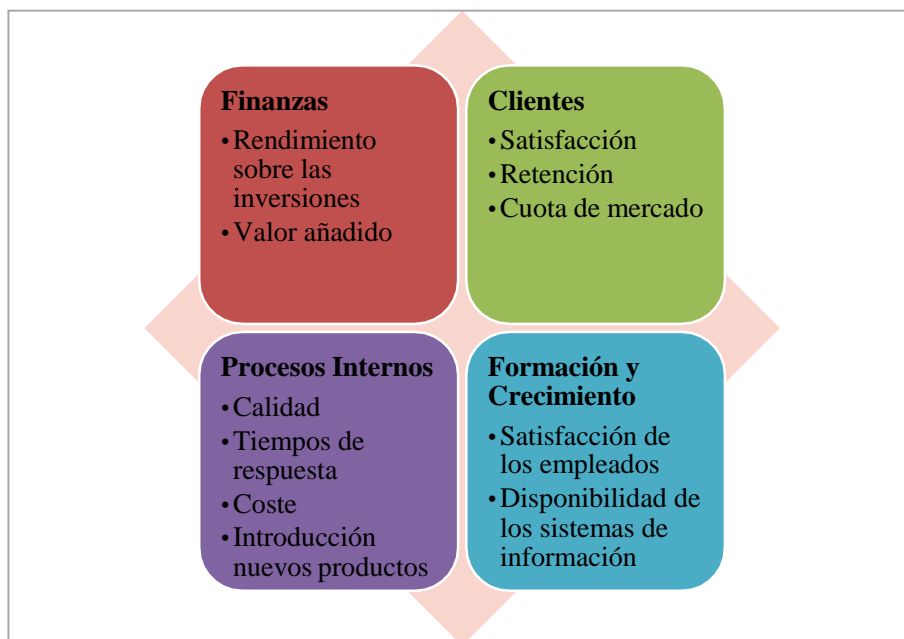 Finanzas
• Rendimiento
sobre las
inversiones
• Valor añadido
Clientes
• Satisfacción
• Retención
• Cuota de mercado
Procesos Internos
• Calidad
• Tiempos de
respuesta
• Coste
• Introducción
nuevos productos
Formación y
Crecimiento
• Satisfacción de
los empleados
• Disponibilidad de
los sistemas de
información